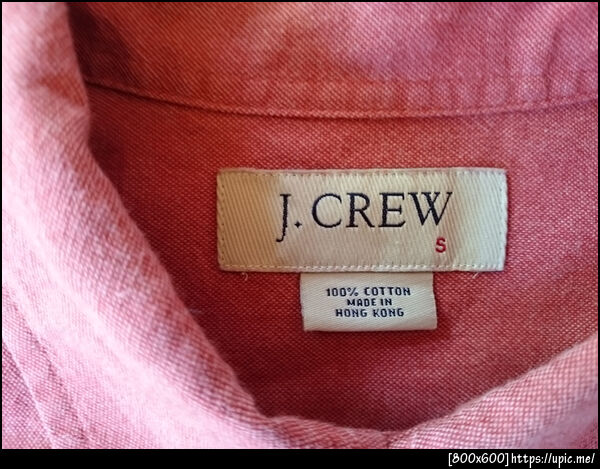 J. CREW
S
100% COTTON
MADE IN
HONG KONG
[800x600]https://upic.me/